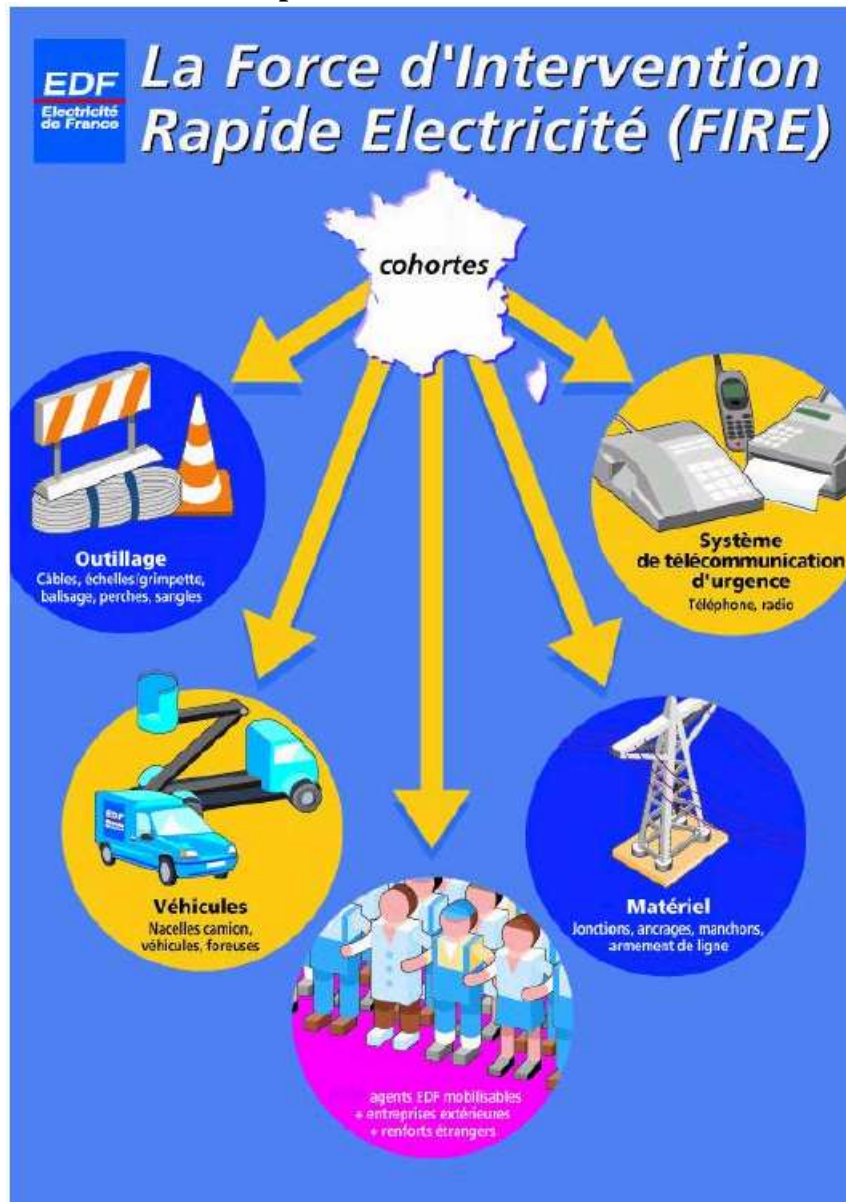 EDF
Electricité
de France
La Force d'Intervention
Rapide Electricité (FIRE)
cohortes
Outillage
Câbles, échelles/grimpette,
balisage, perches, sangles
Système
de télécommunication
d'urgence
Téléphone, radio
EDF
Véhicules
Nacelles camion,
véhicules, foreuses
Matériel
Jonctions, ancrages, manchons,
armement de ligne
agents EDF mobilisables
+ entreprises extérieures
+ renforts étrangers